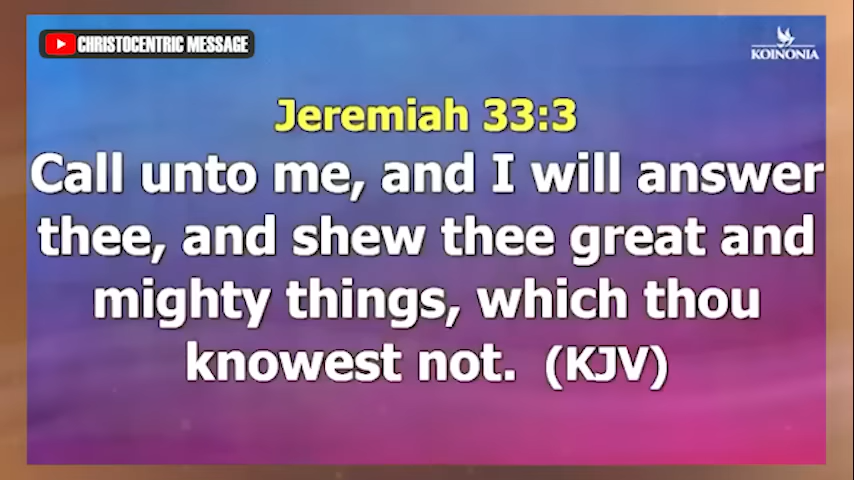 CHRISTOCENTRIC MESSAGE
KOINONIA
Jeremiah 33:3
Call unto me, and I will answer
thee, and shew thee great and
mighty things, which thou
knowest not. (KJV)